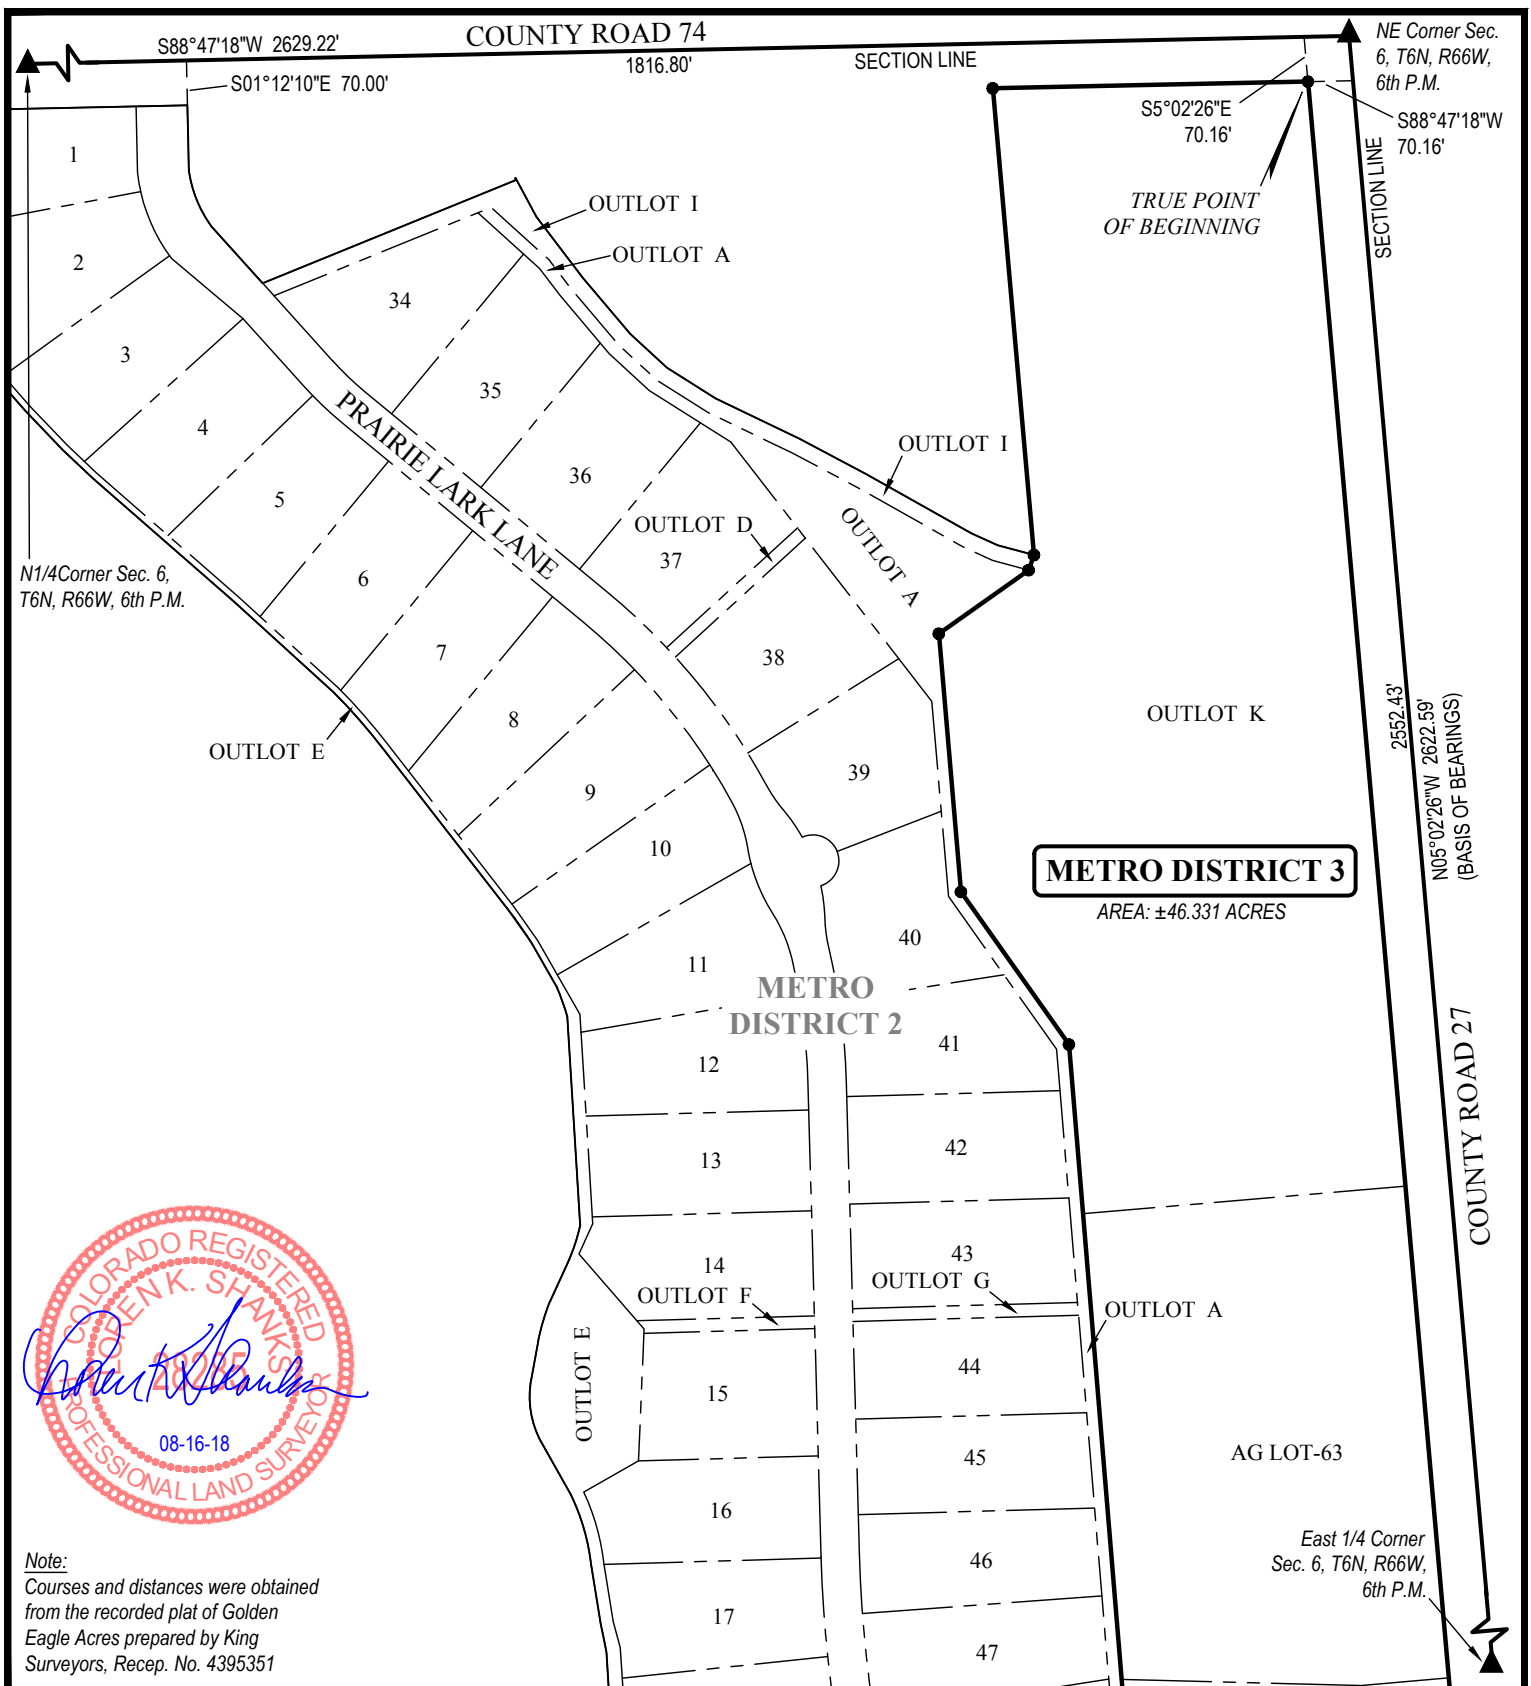 COUNTY ROAD 74
S88°47'18"W 2629.22'
1816.80'
SECTION LINE
S01°12'10"E 70.00'
NE Corner Sec.
6, T6N, R66W,
6th P.M.
S5°02'26"E
70.16'
S88°47'18"W
70.16'
TRUE POINT
OF BEGINNING
SECTION LINE
1
2
3
4
5
6
7
8
9
10
11
12
13
14
15
16
17
34
35
36
37
38
39
40
41
42
43
44
45
46
47
OUTLOT I
OUTLOT A
OUTLOT I
OUTLOT D
OUTLOT A
PRAIRIE LARK LANE
N1/4Corner Sec. 6,
T6N, R66W, 6th P.M.
OUTLOT E
OUTLOT K
2552.43'
N05°02'26"W 2622.59'
(BASIS OF BEARINGS)
METRO DISTRICT 3
AREA: ±46.331 ACRES
METRO
DISTRICT 2
COUNTY ROAD 27
OUTLOT F
OUTLOT G
OUTLOT A
OUTLOT E
AG LOT-63
East 1/4 Corner
Sec. 6, T6N, R66W,
6th P.M.
COLORADO REGISTERED
LOREN K. SHANKS
28285
PROFESSIONAL LAND SURVEYOR
Loren K Shanks
08-16-18
Note:
Courses and distances were obtained
from the recorded plat of Golden
Eagle Acres prepared by King
Surveyors, Recep. No. 4395351